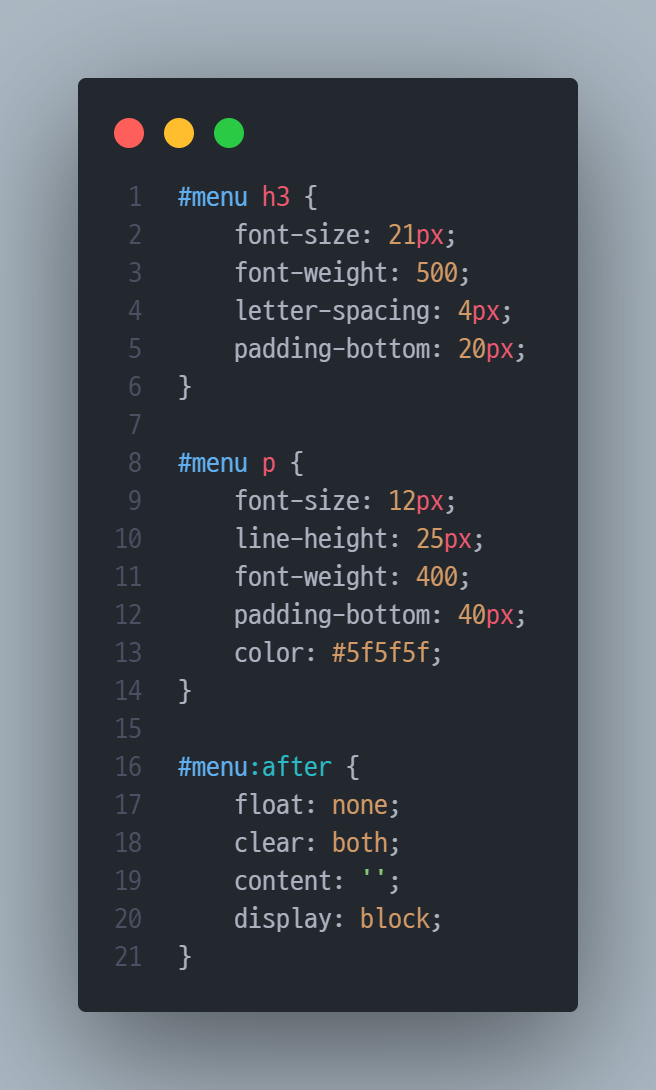 1 #menu h3 {
2     font-size: 21px;
3     font-weight: 500;
4     letter-spacing: 4px;
5     padding-bottom: 20px;
6 }
7
8 #menu p {
9     font-size: 12px;
10     line-height: 25px;
11     font-weight: 400;
12     padding-bottom: 40px;
13     color: #5f5f5f;
14 }
15
16 #menu:after {
17     float: none;
18     clear: both;
19     content: '';
20     display: block;
21 }